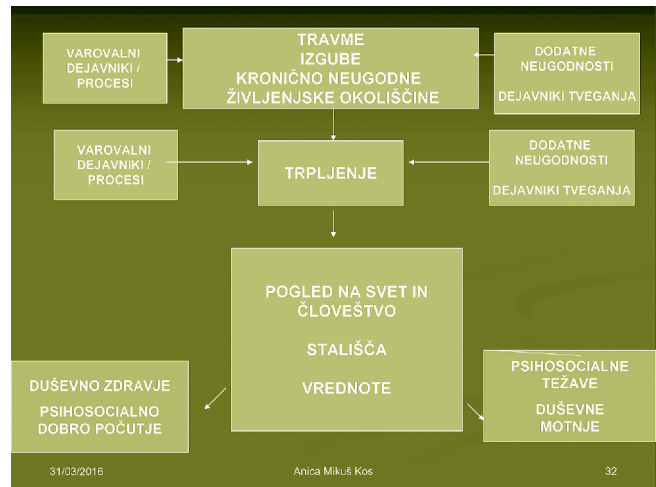 VAROVALNI
DEJAVNIKI /
PROCESI
TRAVME
IZGUBE
KRONIČNO NEUGODNE
ŽIVLJENJSKE OKOLIŠČINE
DODATNE
NEUGODNOSTI
DEJAVNIKI TVEGANJA
VAROVALNI
DEJAVNIKI /
PROCESI
TRPLJENJE
DODATNE
NEUGODNOSTI
DEJAVNIKI TVEGANJA
POGLED NA SVET IN
ČLOVEŠTVO
STALIŠČA
VREDNOTE
DUŠEVNO ZDRAVJE
PSIHOSOCIALNO
DOBRO POČUTJE
PSIHOSOCIALNE
TEŽAVE
DUŠEVNE
MOTNJE
31/03/2016
Anica Mikuš Kos
32